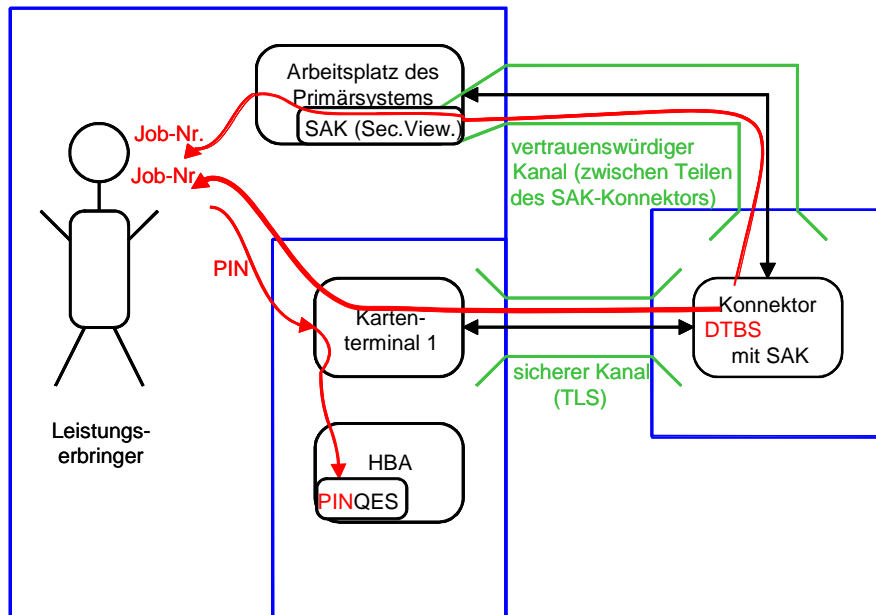 Arbeitsplatz des
Primärsystems
SAK (Sec.View.)
Job-Nr.
Job-Nr
vertrauenswürdiger
Kanal (zwischen Teilen
des SAK-Konnektors)
PIN
Karten-
terminal 1
Konnektor
DTBS
mit SAK
sicherer Kanal
(TLS)
Leistungs-
erbringer
HBA
PINQES